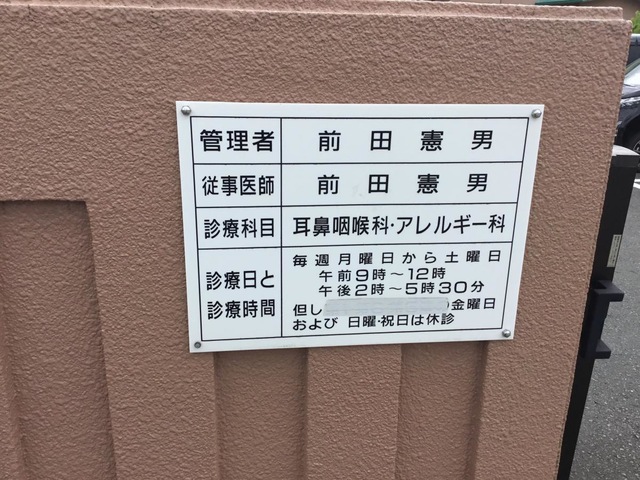 管理者 前田憲男
従事医師 前田憲男
診療科目 耳鼻咽喉科・アレルギー科
診療日と診療時間
毎週月曜日から土曜日
午前9時～12時
午後2時～5時30分
但し 金曜日
および 日曜・祝日は休診